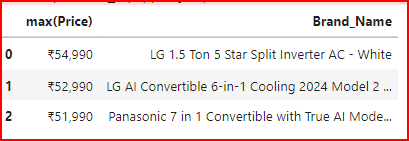 max(Price) Brand_Name
0 ₹54,990 LG 1.5 Ton 5 Star Split Inverter AC - White
1 ₹52,990 LG AI Convertible 6-in-1 Cooling 2024 Model 2 ...
2 ₹51,990 Panasonic 7 in 1 Convertible with True AI Mode...